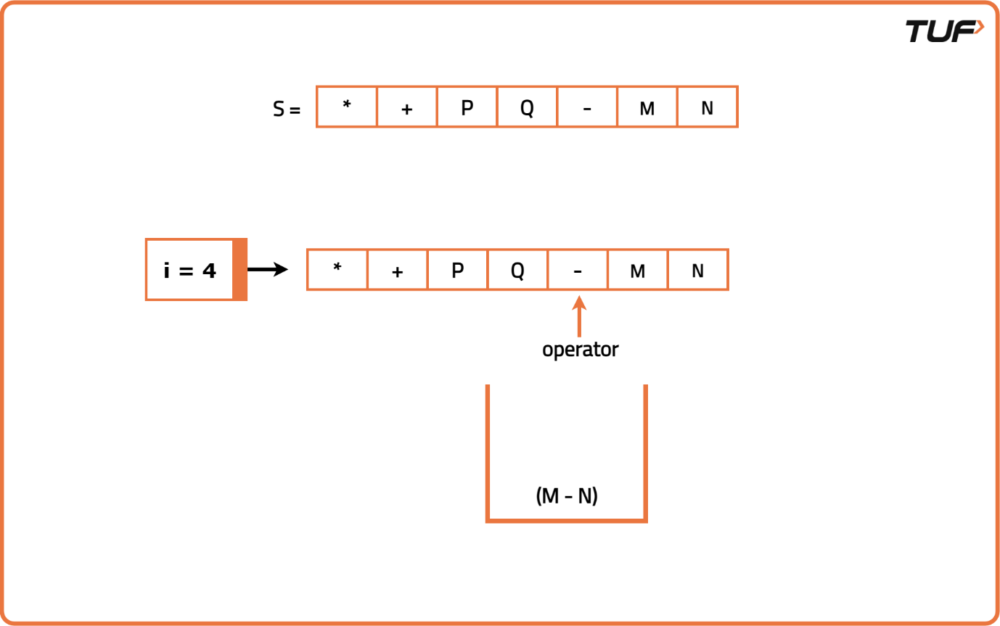 TUF
S = * + P Q - M N
i = 4 * + P Q - M N
operator
(M - N)